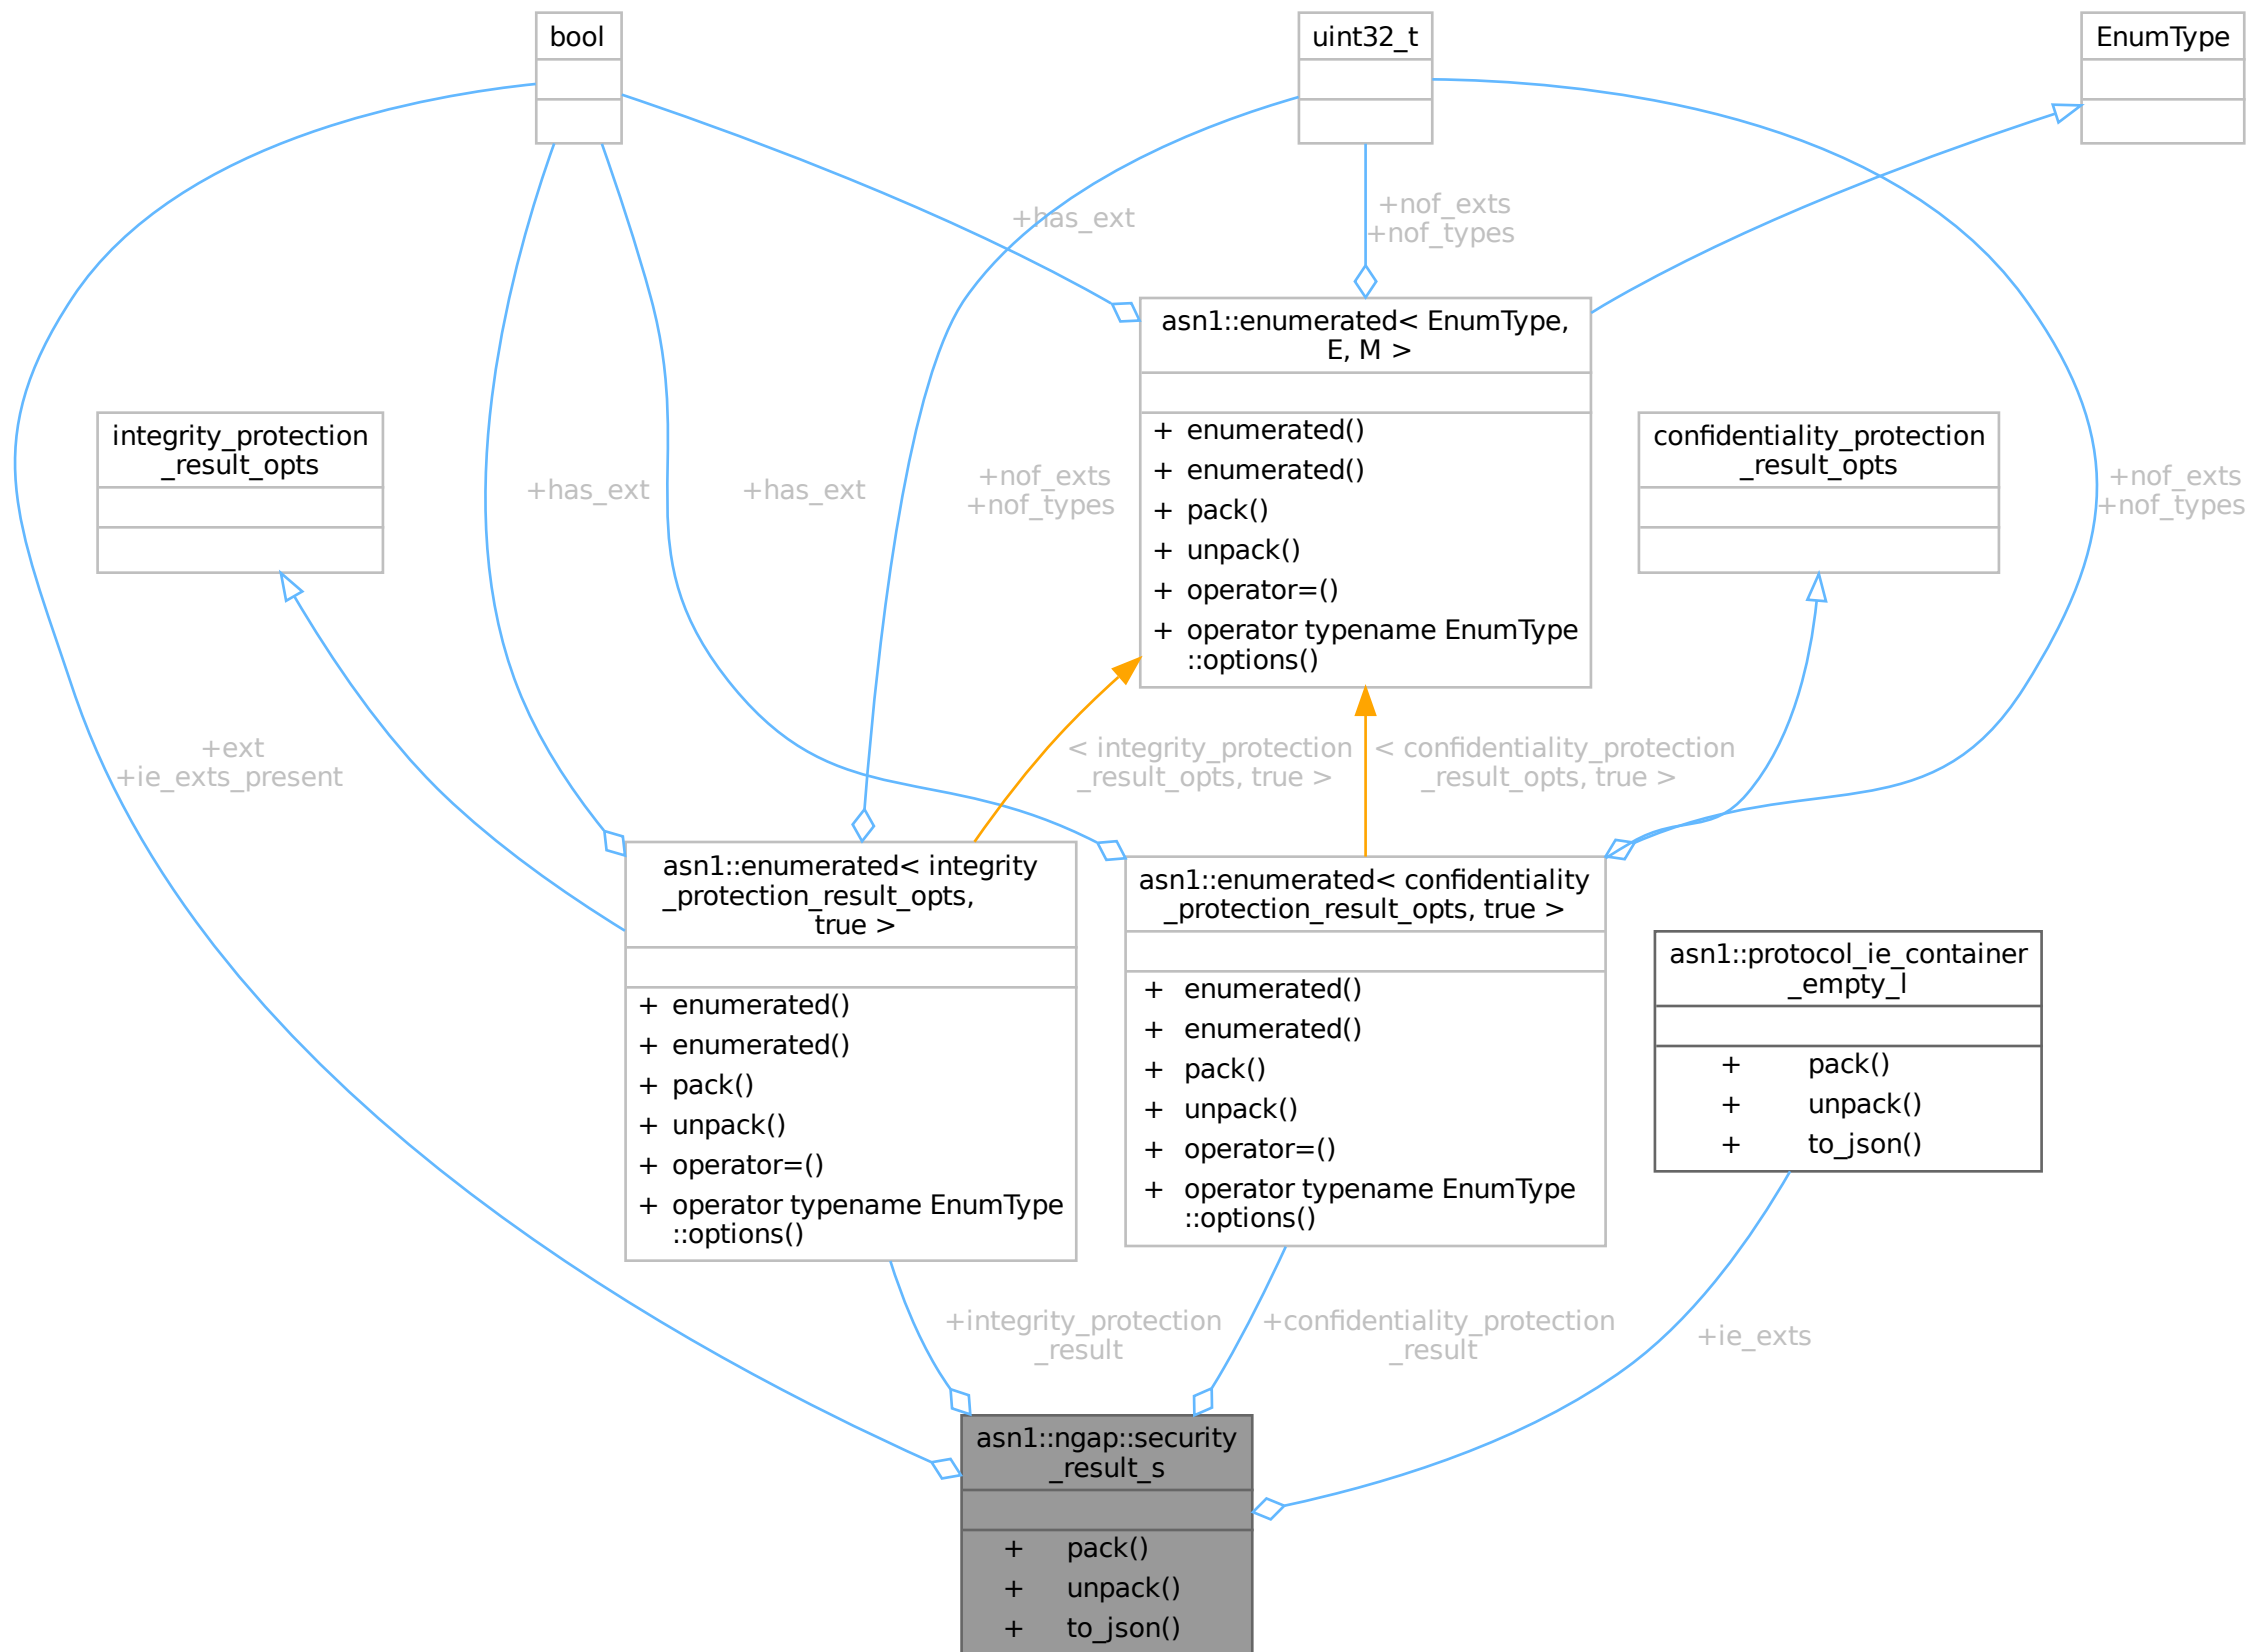 bool
uint32_t
EnumType
+has_ext
+nof_exts
+nof_types
asn1::enumerated< EnumType,
E, M >
+ enumerated()
+ enumerated()
+ pack()
+ unpack()
+ operator=()
+ operator typename EnumType
::options()
integrity_protection
_result_opts
confidentiality_protection
_result_opts
+has_ext
+has_ext
+nof_exts
+nof_types
+nof_exts
+nof_types
+ext
+ie_exts_present
< integrity_protection
_result_opts, true >
< confidentiality_protection
_result_opts, true >
asn1::enumerated< integrity
_protection_result_opts,
true >
+ enumerated()
+ enumerated()
+ pack()
+ unpack()
+ operator=()
+ operator typename EnumType
::options()
asn1::enumerated< confidentiality
_protection_result_opts, true >
+ enumerated()
+ enumerated()
+ pack()
+ unpack()
+ operator=()
+ operator typename EnumType
::options()
asn1::protocol_ie_container
_empty_l
+ pack()
+ unpack()
+ to_json()
+integrity_protection
_result
+confidentiality_protection
_result
+ie_exts
asn1::ngap::security
_result_s
+ pack()
+ unpack()
+ to_json()